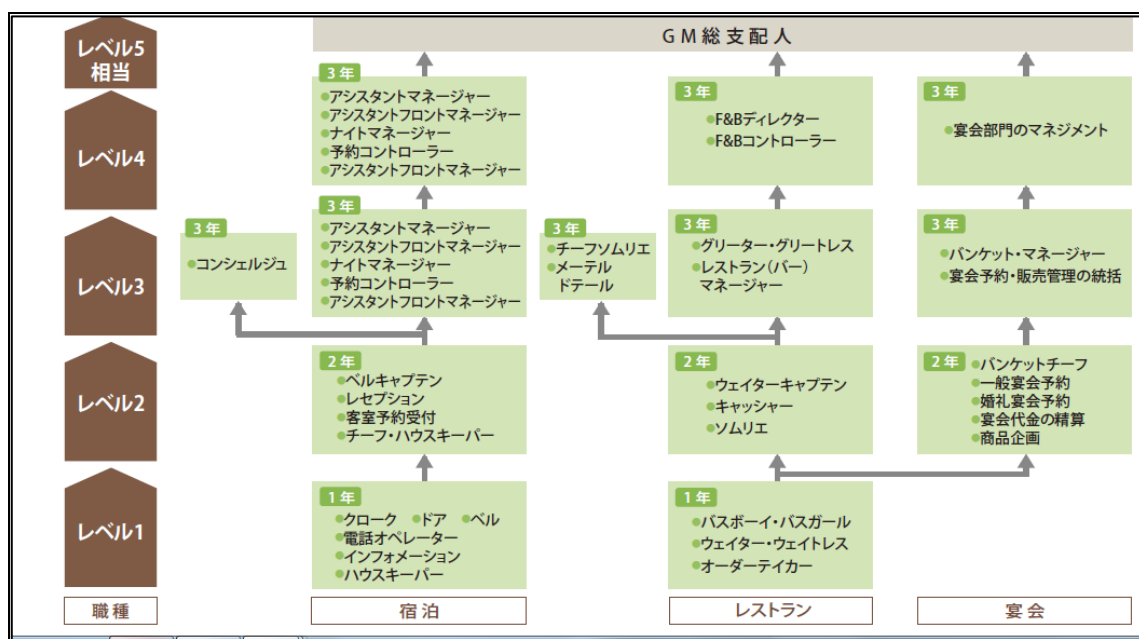 レベル5
相当
GM総支配人
レベル4
3年
●アシスタントマネージャー
●アシスタントフロントマネージャー
●ナイトマネージャー
●予約コントローラー
●アシスタントフロントマネージャー
3年
●F&Bディレクター
●F&Bコントローラー
3年
●宴会部門のマネジメント
レベル3
3年
●コンシェルジュ
3年
●アシスタントマネージャー
●アシスタントフロントマネージャー
●ナイトマネージャー
●予約コントローラー
●アシスタントフロントマネージャー
3年
●チーフソムリエ
●メーテル
ドテール
3年
●グリーター・グリートレス
●レストラン(バー)
マネージャー
3年
●バンケット・マネージャー
●宴会予約・販売管理の統括
レベル2
2年
●ベルキャプテン
●レセプション
●客室予約受付
●チーフ・ハウスキーパー
2年
●ウェイターキャプテン
●キャッシャー
●ソムリエ
2年
●バンケットチーフ
●一般宴会予約
●婚礼宴会予約
●宴会代金の精算
●商品企画
レベル1
1年
●クローク ●ドア ●ベル
●電話オペレーター
●インフォメーション
●ハウスキーパー
1年
●バスボーイ・バスガール
●ウェイター・ウェイトレス
●オーダーテイカー
職種
宿泊
レストラン
宴会